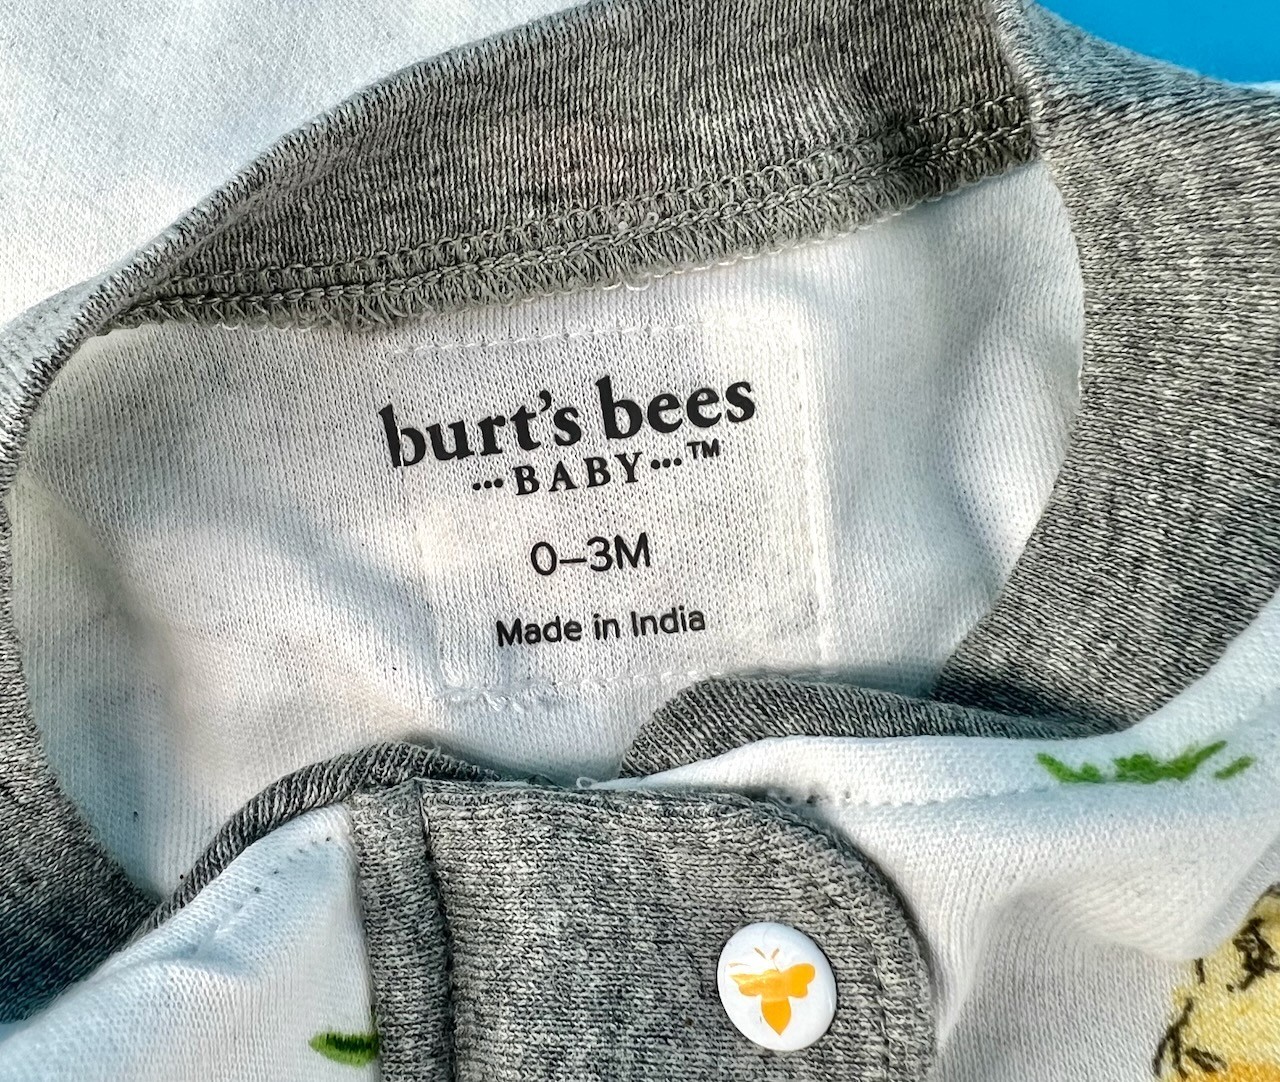 burt's bees
···BABY···™
0–3M
Made in India